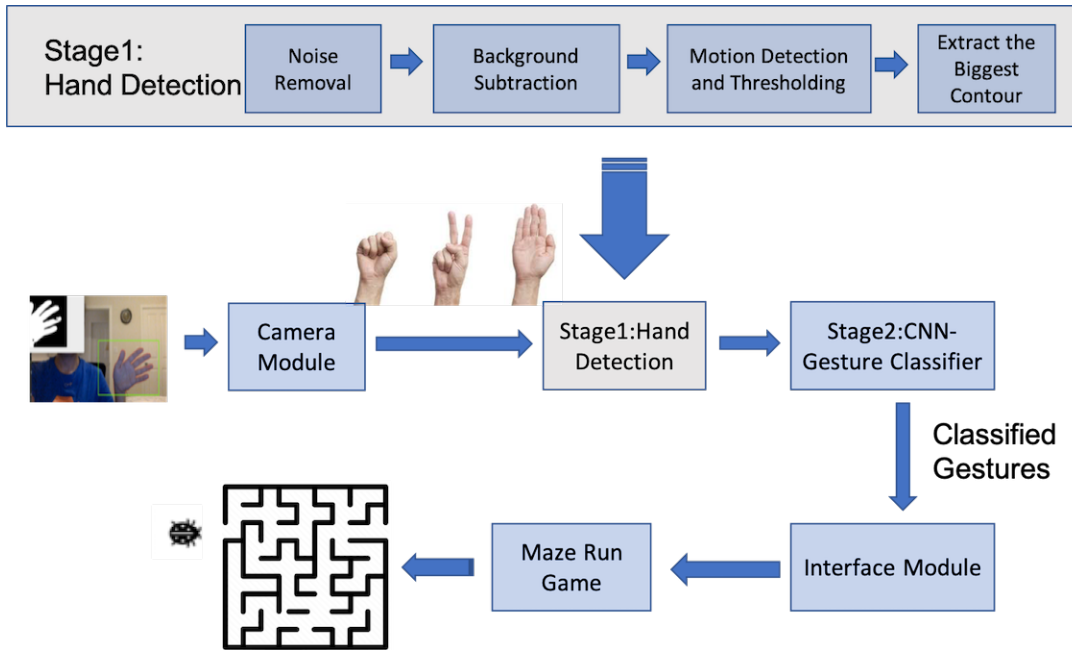 Stage1:
Hand Detection
Noise
Removal
Background
Subtraction
Motion Detection
and Thresholding
Extract the
Biggest
Contour
Camera
Module
Stage1:Hand
Detection
Stage2:CNN-
Gesture Classifier
Classified
Gestures
Interface Module
Maze Run
Game